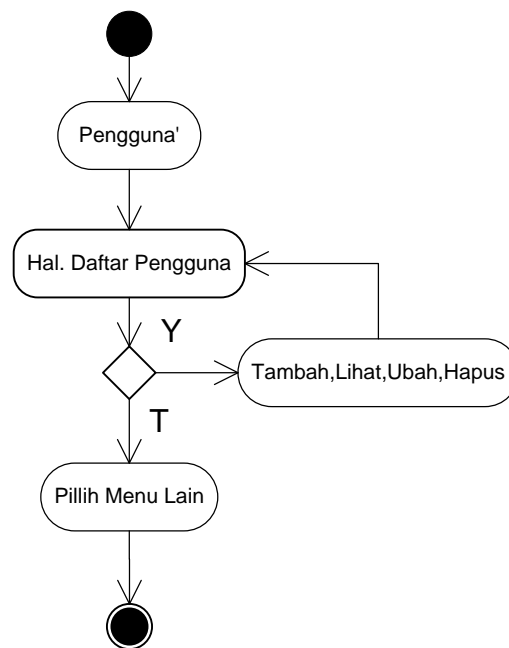 Pengguna'
Hal. Daftar Pengguna
Y
Tambah,Lihat,Ubah,Hapus
T
Pillih Menu Lain